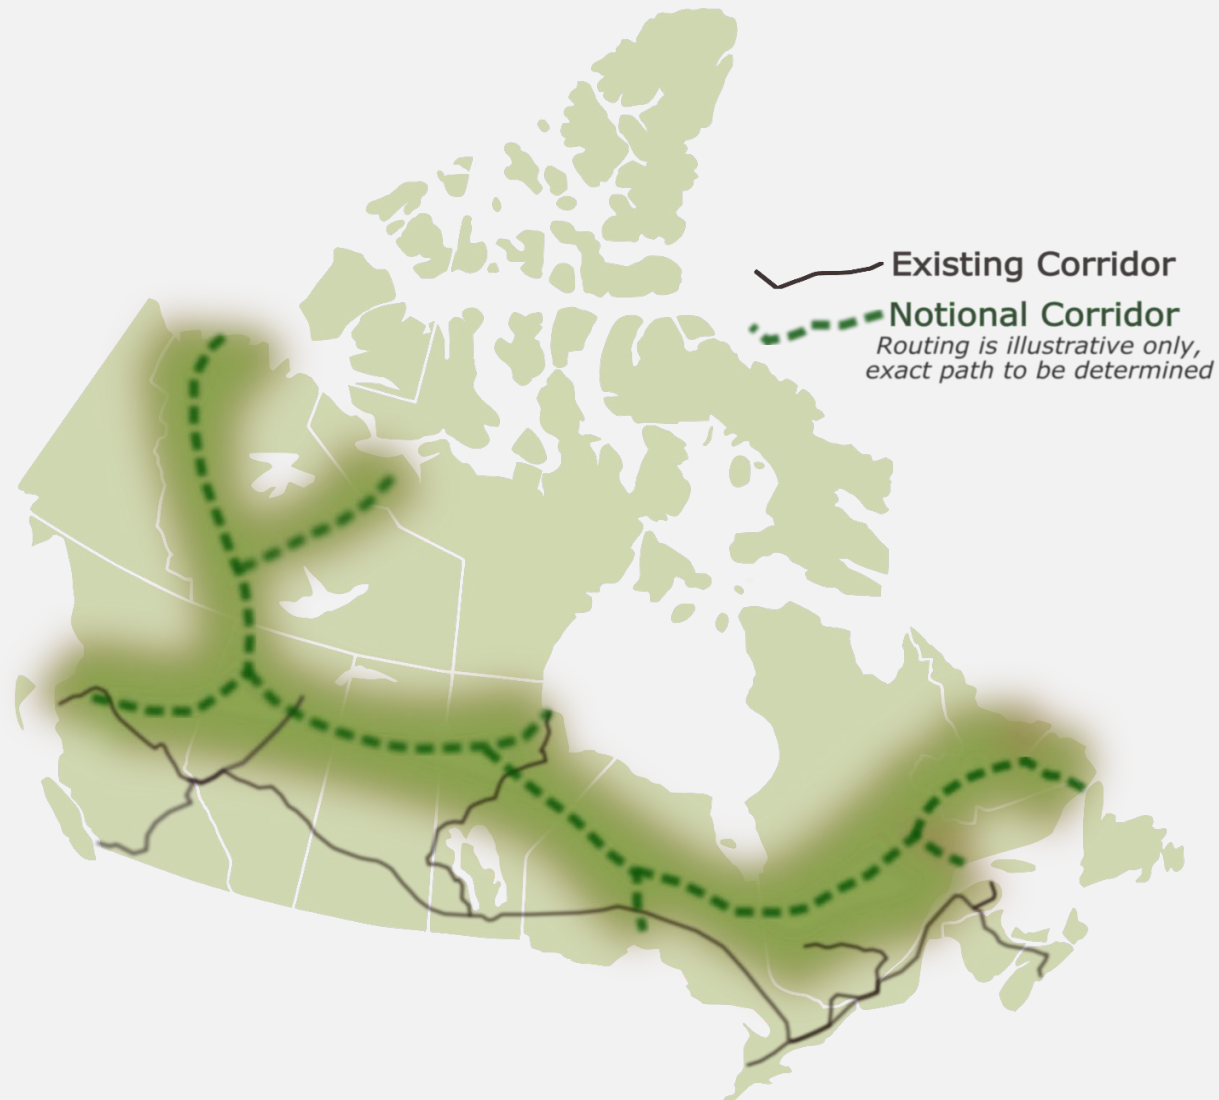 Existing Corridor
Notional Corridor
Routing is illustrative only,
exact path to be determined